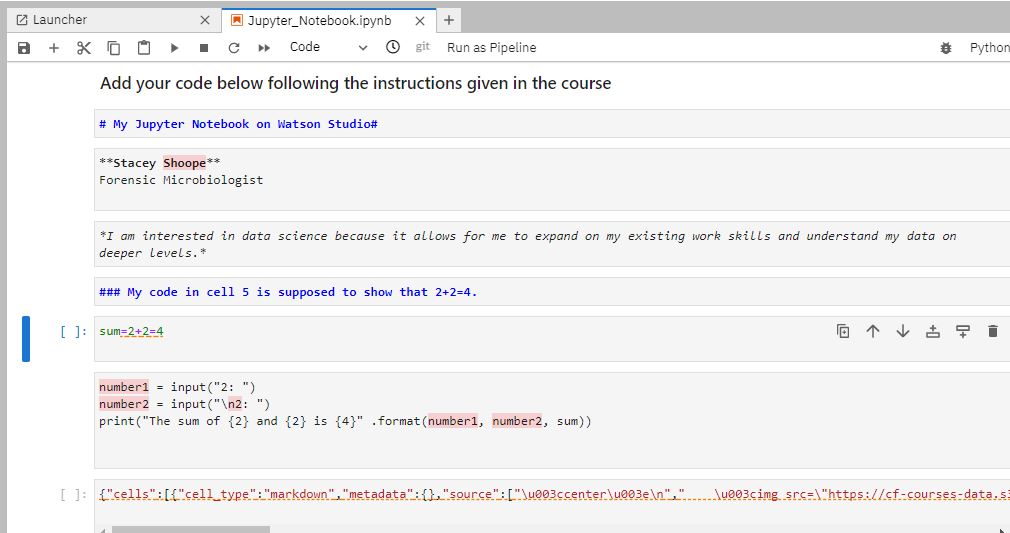 Launcher
Jupyter_Notebook.ipynb
Code
git
Run as Pipeline
Python
Add your code below following the instructions given in the course
# My Jupyter Notebook on Watson Studio#
**Stacey Shoope**
Forensic Microbiologist
*I am interested in data science because it allows for me to expand on my existing work skills and understand my data on
deeper levels.*
### My code in cell 5 is supposed to show that 2+2=4.
[ ]: sum=2+2=4
number1 = input("2: ")
number2 = input("\n2: ")
print("The sum of {2} and {2} is {4}" .format(number1, number2, sum))
[ ]: {"cells":[{"cell_type":"markdown","metadata":{},"source":["\u003ccenter\u003e\n","    \u003cimg src=\"https://cf-courses-data.s3